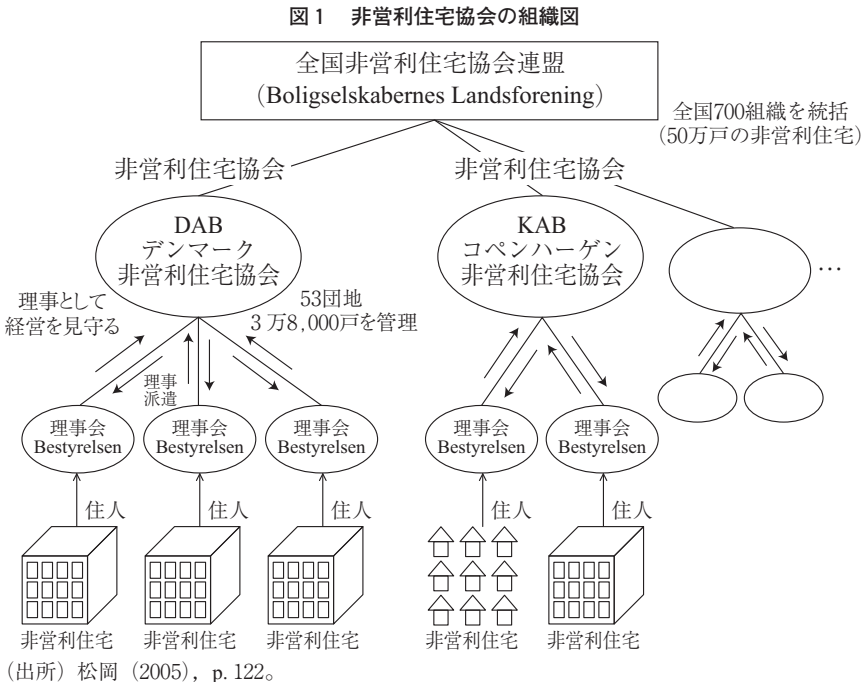 図1　非営利住宅協会の組織図
全国非営利住宅協会連盟
（Boligselskabernes Landsforening）
全国700組織を統括
（50万戸の非営利住宅）
非営利住宅協会
非営利住宅協会
DAB
デンマーク
非営利住宅協会
KAB
コペンハーゲン
非営利住宅協会
…
理事として
経営を見守る
53団地
3万8,000戸を管理
理事
派遣
理事会
Bestyrelsen
理事会
Bestyrelsen
理事会
Bestyrelsen
理事会
Bestyrelsen
理事会
Bestyrelsen
住人
住人
住人
住人
住人
非営利住宅
非営利住宅
非営利住宅
非営利住宅
非営利住宅
（出所）松岡（2005），p. 122。